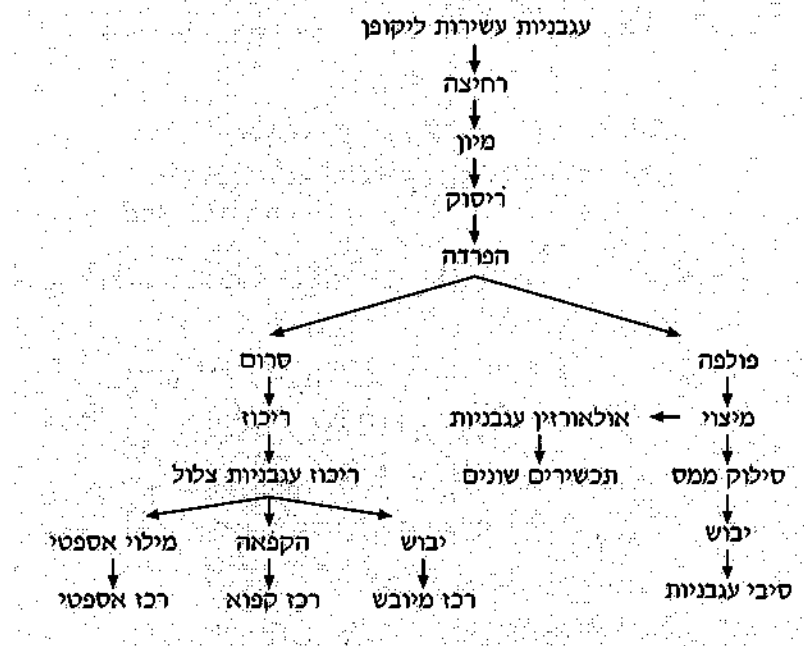 עגבניות עשירות ליקופן
רחיצה
מיון
ריסוק
הפרדה
פולפה
סרום
מיצוי
אולאורזין עגבניות
ריכוז
סילוק ממס
תכשירים שונים
ריכוז עגבניות צלול
יבוש
יבוש
הקפאה
מילוי אספטי
סיבי עגבניות
רכז מיובש
רכז קפוא
רכז אספטי